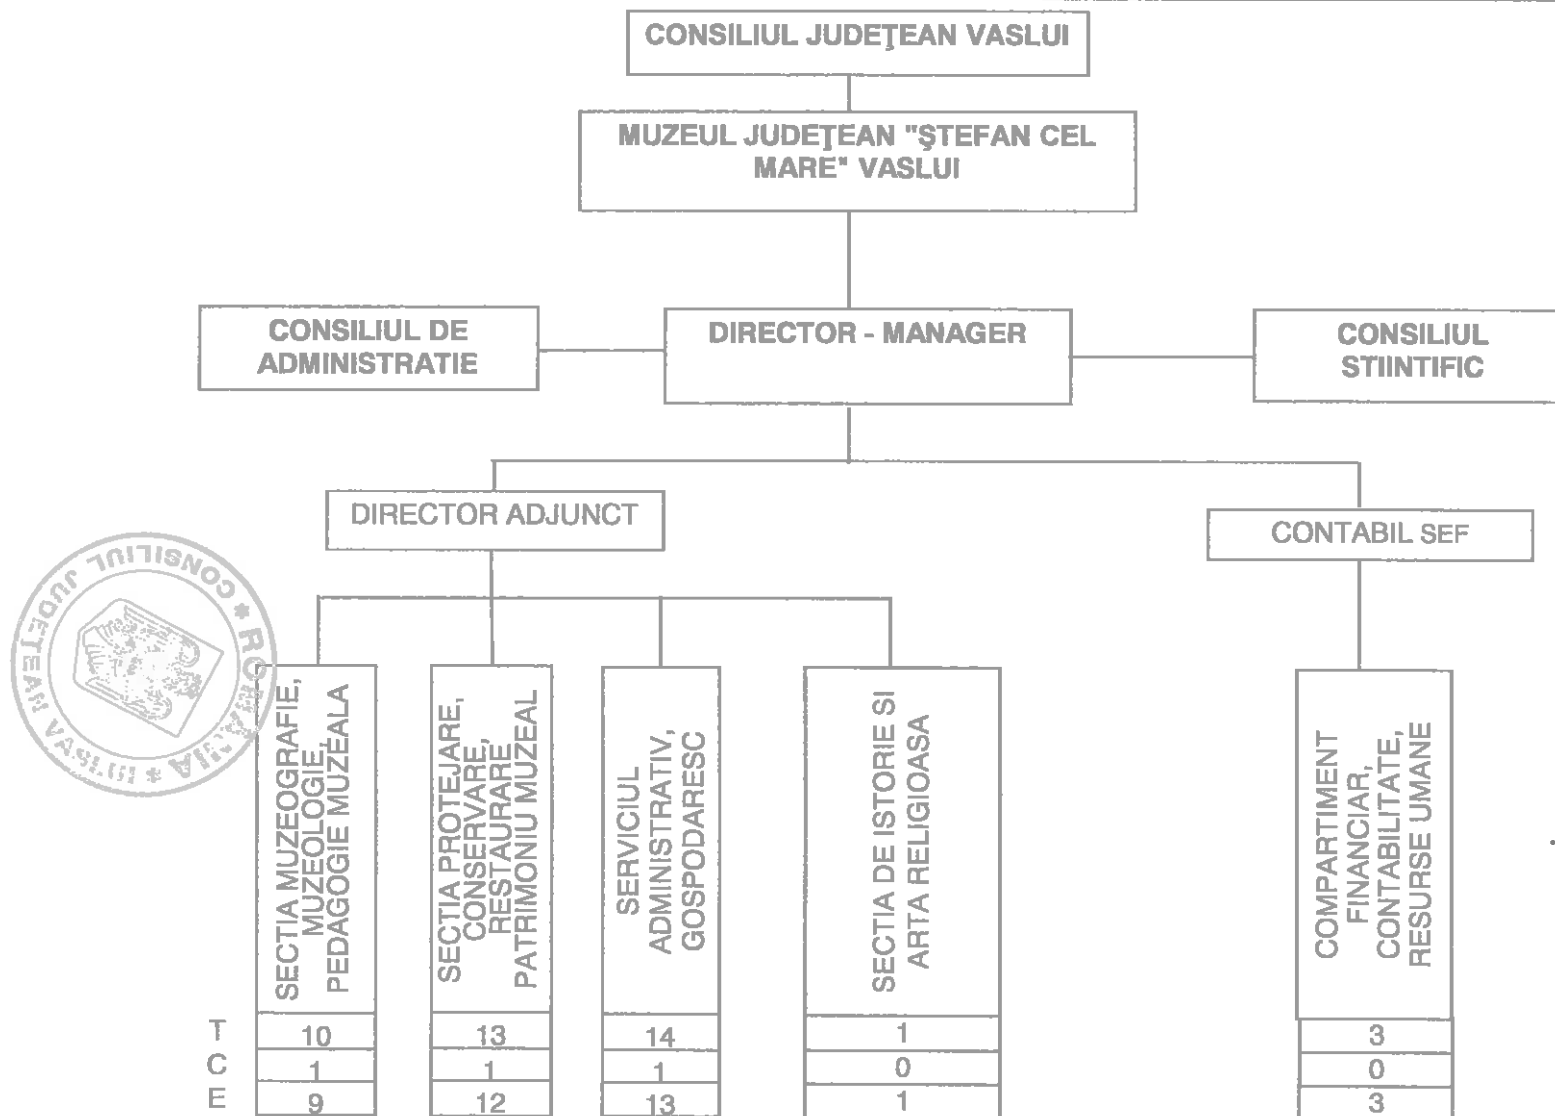 CONSILIUL JUDEŢEAN VASLUI
MUZEUL JUDEŢEAN "ŞTEFAN CEL
MARE" VASLUI
CONSILIUL DE
ADMINISTRATIE
DIRECTOR - MANAGER
CONSILIUL
STIINTIFIC
DIRECTOR ADJUNCT
CONTABIL SEF
* ROMÂNIA * CONSILIUL JUDEŢEAN VASLUI
SECTIA MUZEOGRAFIE,
MUZEOLOGIE,
PEDAGOGIE MUZEALA
SECTIA PROTEJARE,
CONSERVARE,
RESTAURARE
PATRIMONIU MUZEAL
SERVICIUL
ADMINISTRATIV,
GOSPODARESC
SECTIA DE ISTORIE SI
ARTA RELIGIOASA
COMPARTIMENT
FINANCIAR,
CONTABILITATE,
RESURSE UMANE
T 10 13 14 1 3
C 1 1 1 0 0
E 9 12 13 1 3